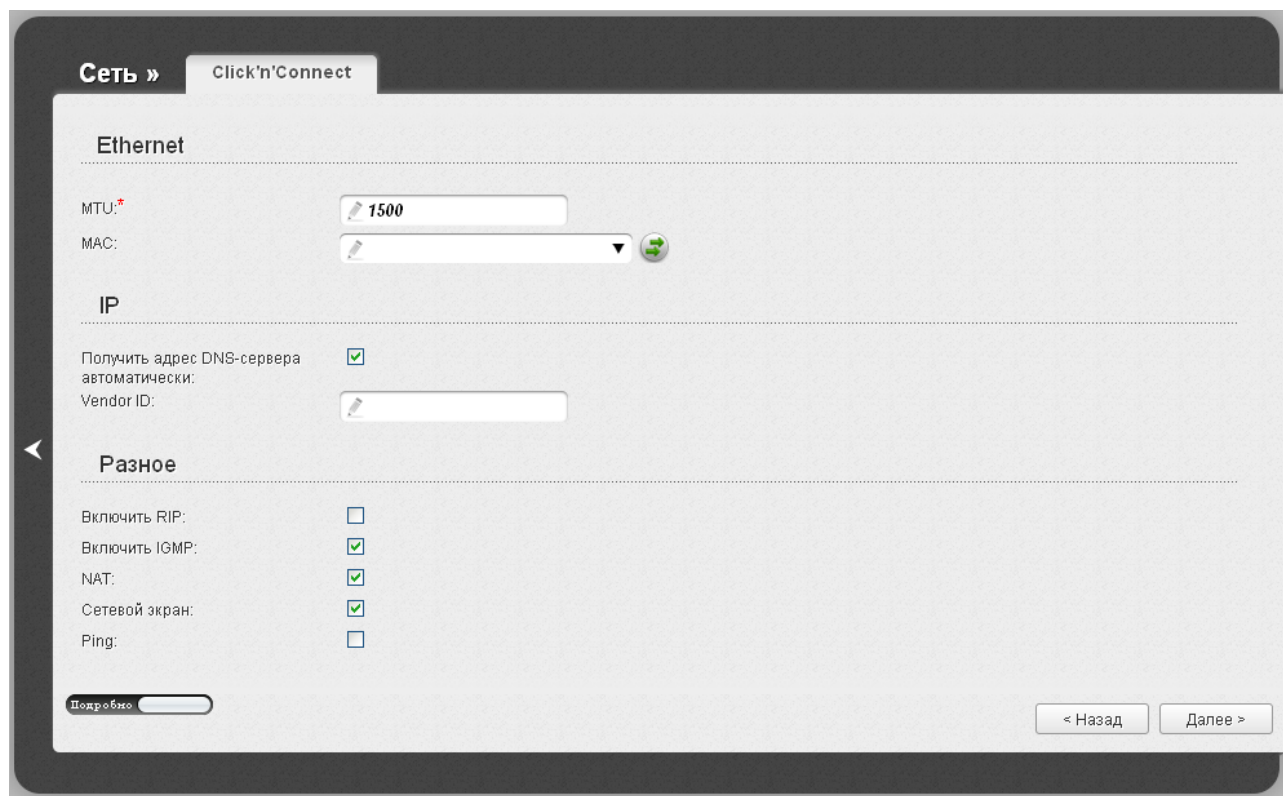 Сеть »
Click'n'Connect
Ethernet
MTU:*
1500
MAC:
IP
Получить адрес DNS-сервера
автоматически:
Vendor ID:
Разное
Включить RIP:
Включить IGMP:
NAT:
Сетевой экран:
Ping:
Подробно
< Назад
Далее >